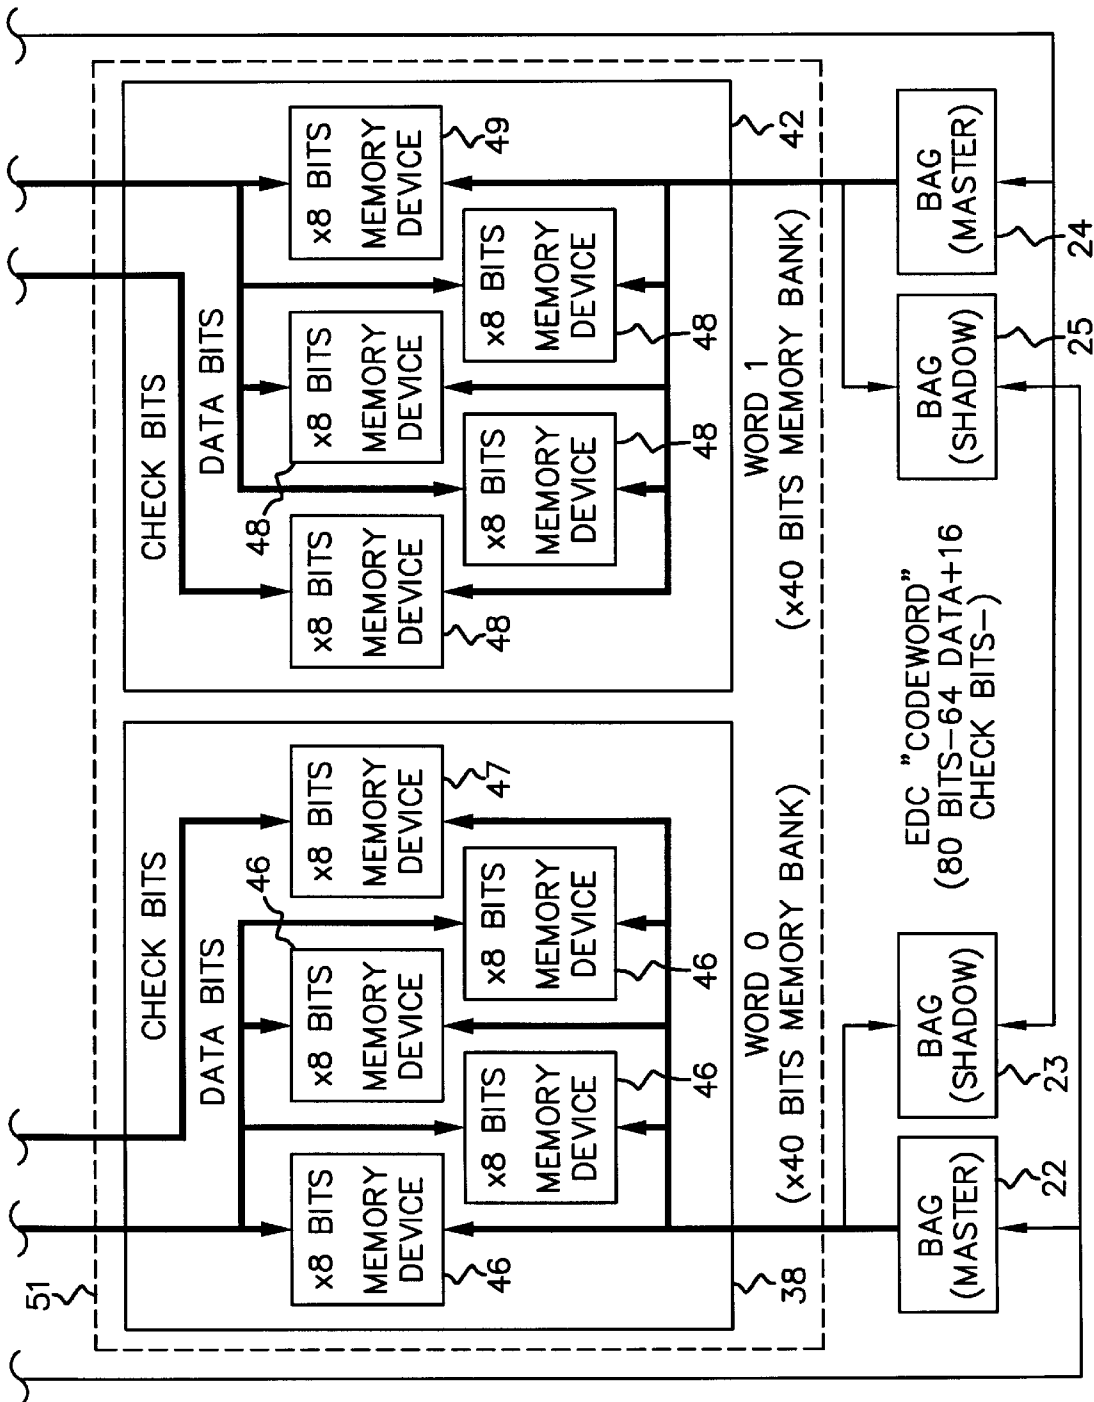 51
CHECK BITS
DATA BITS
46
x8 BITS
MEMORY
DEVICE
46
x8 BITS
MEMORY
DEVICE
x8 BITS
MEMORY
DEVICE
47
x8 BITS
MEMORY
DEVICE
46
x8 BITS
MEMORY
DEVICE
46
38
WORD 0
(x40 BITS MEMORY BANK)
CHECK BITS
DATA BITS
48
x8 BITS
MEMORY
DEVICE
48
x8 BITS
MEMORY
DEVICE
x8 BITS
MEMORY
DEVICE
49
x8 BITS
MEMORY
DEVICE
48
x8 BITS
MEMORY
DEVICE
48
42
WORD 1
(x40 BITS MEMORY BANK)
BAG
(MASTER)
22
BAG
(SHADOW)
23
EDC "CODEWORD"
(80 BITS-64 DATA+16
CHECK BITS-)
BAG
(SHADOW)
25
BAG
(MASTER)
24